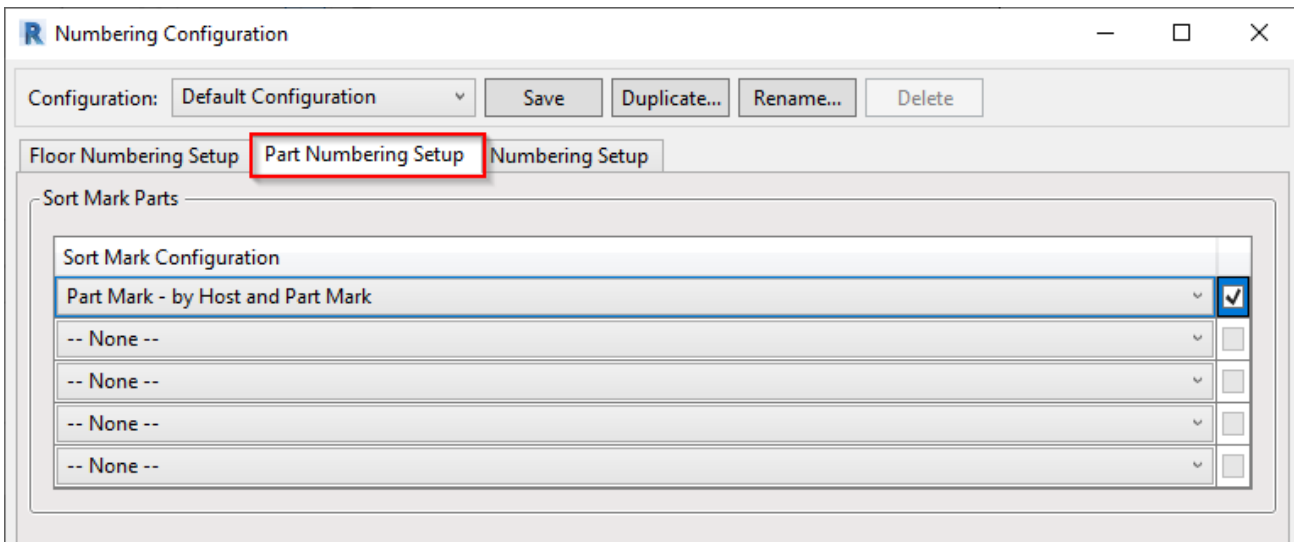 Numbering Configuration
Configuration: Default Configuration Save Duplicate... Rename... Delete
Floor Numbering Setup Part Numbering Setup Numbering Setup
Sort Mark Parts
Sort Mark Configuration
Part Mark - by Host and Part Mark
-- None --
-- None --
-- None --
-- None --